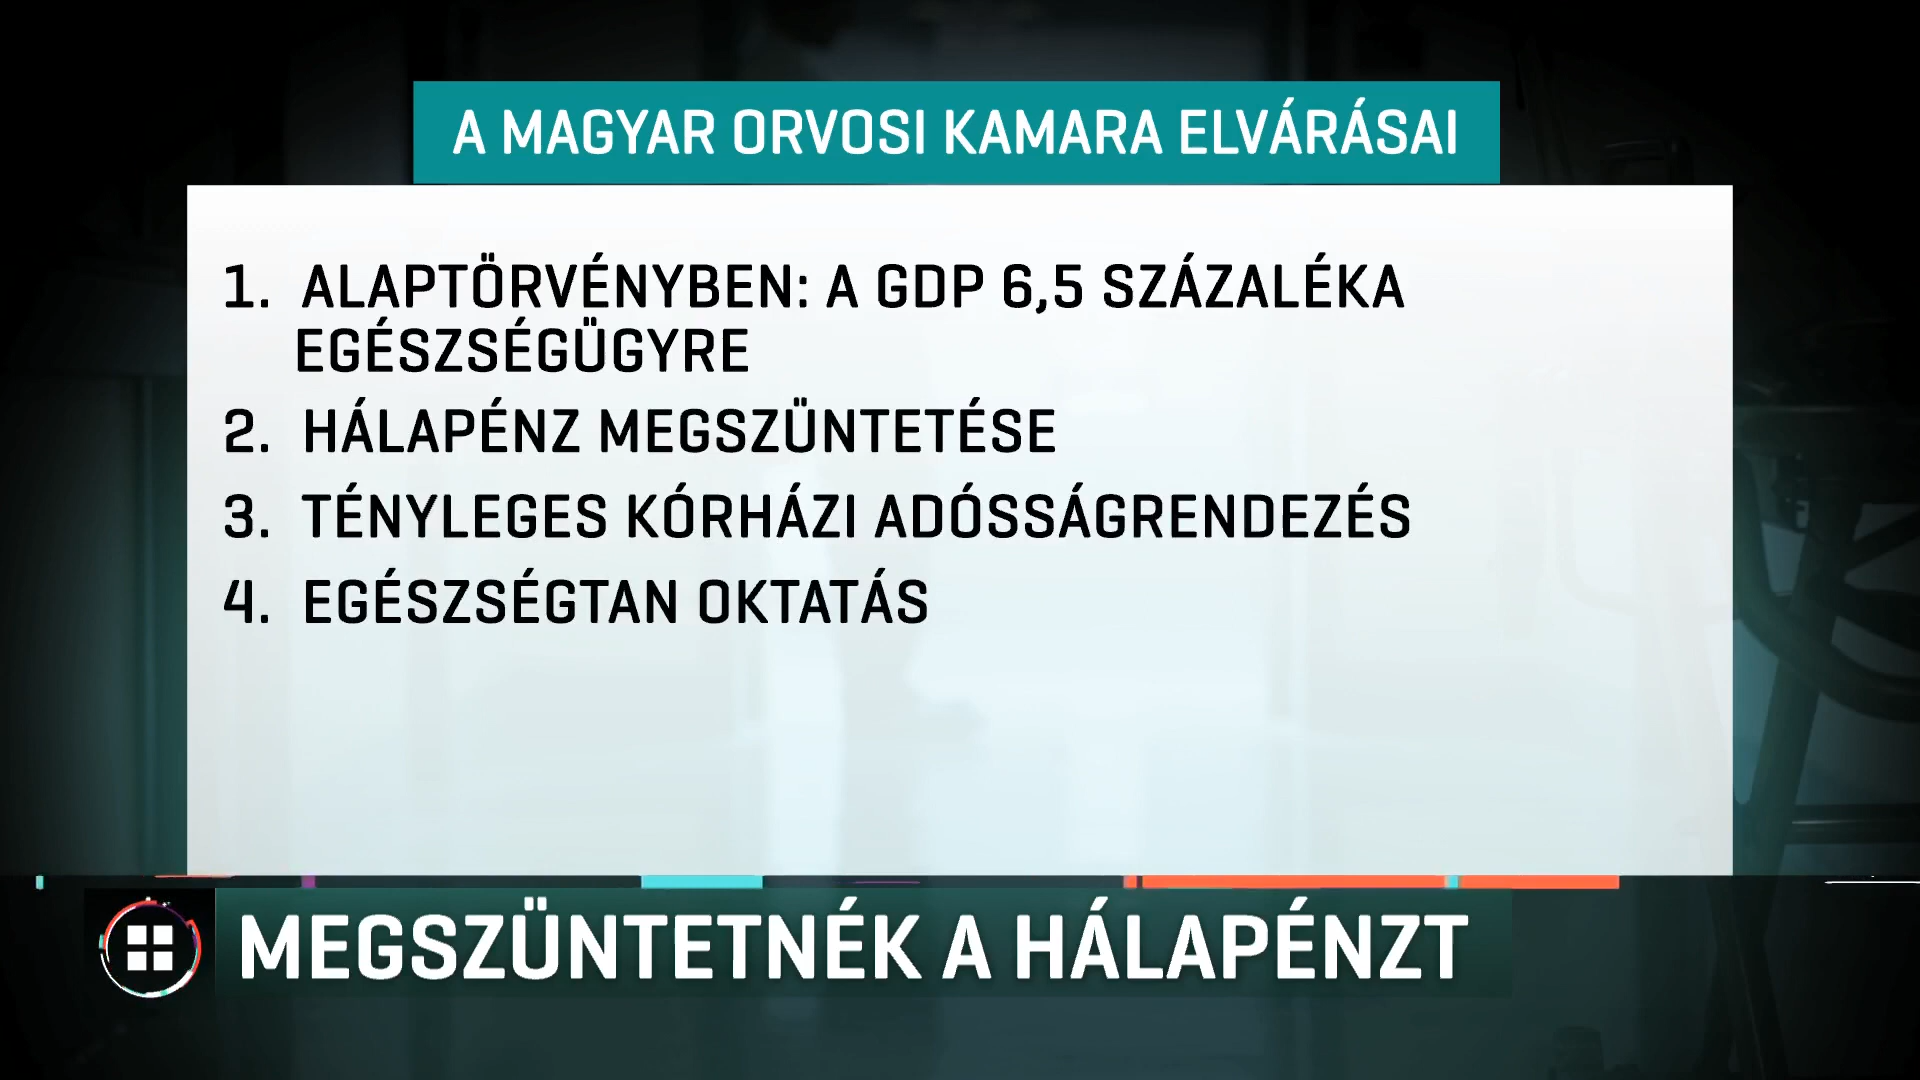 A MAGYAR ORVOSI KAMARA ELVÁRÁSAI
1. ALAPTÖRVÉNYBEN: A GDP 6,5 SZÁZALÉKA
EGÉSZSÉGÜGYRE
2. HÁLAPÉNZ MEGSZÜNTETÉSE
3. TÉNYLEGES KÓRHÁZI ADÓSSÁGRENDEZÉS
4. EGÉSZSÉGTAN OKTATÁS
MEGSZÜNTETNÉK A HÁLAPÉNZT